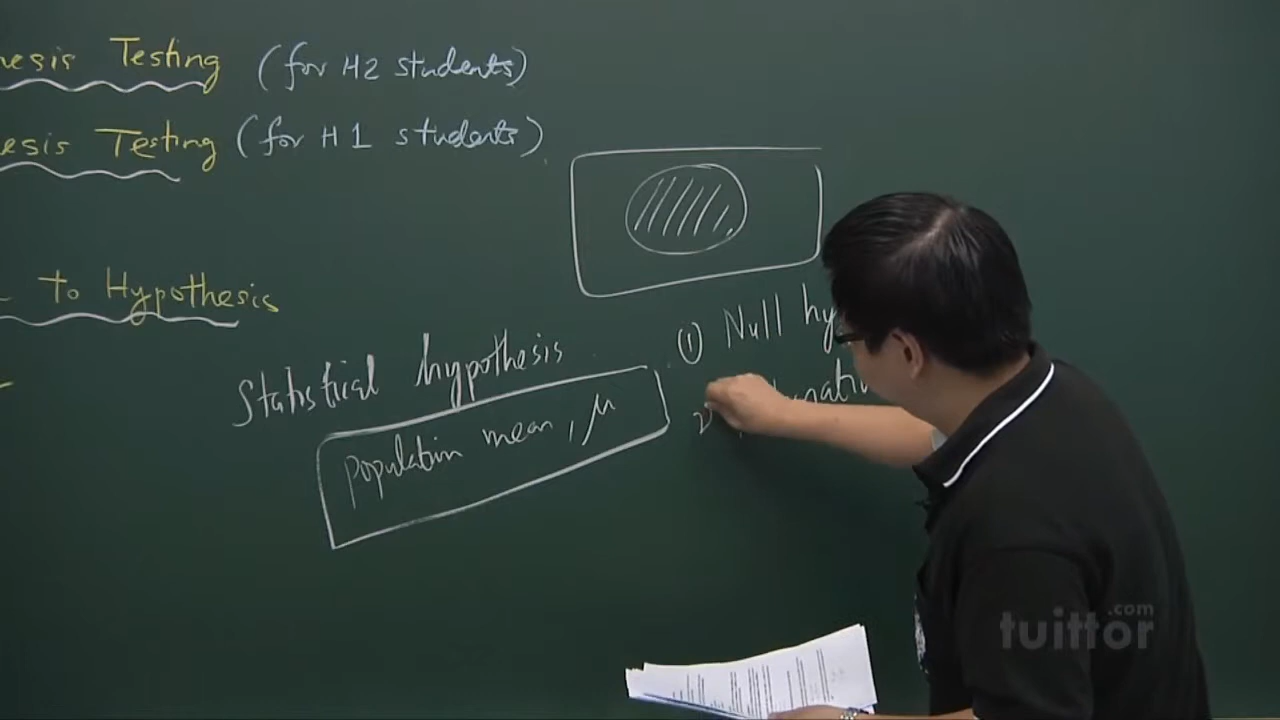 esis Testing (for H2 students)
esis Testing (for H1 students)
To Hypothesis
Statistical hypothesis
population mean, μ
(1) Null hy
2
tuittor.com